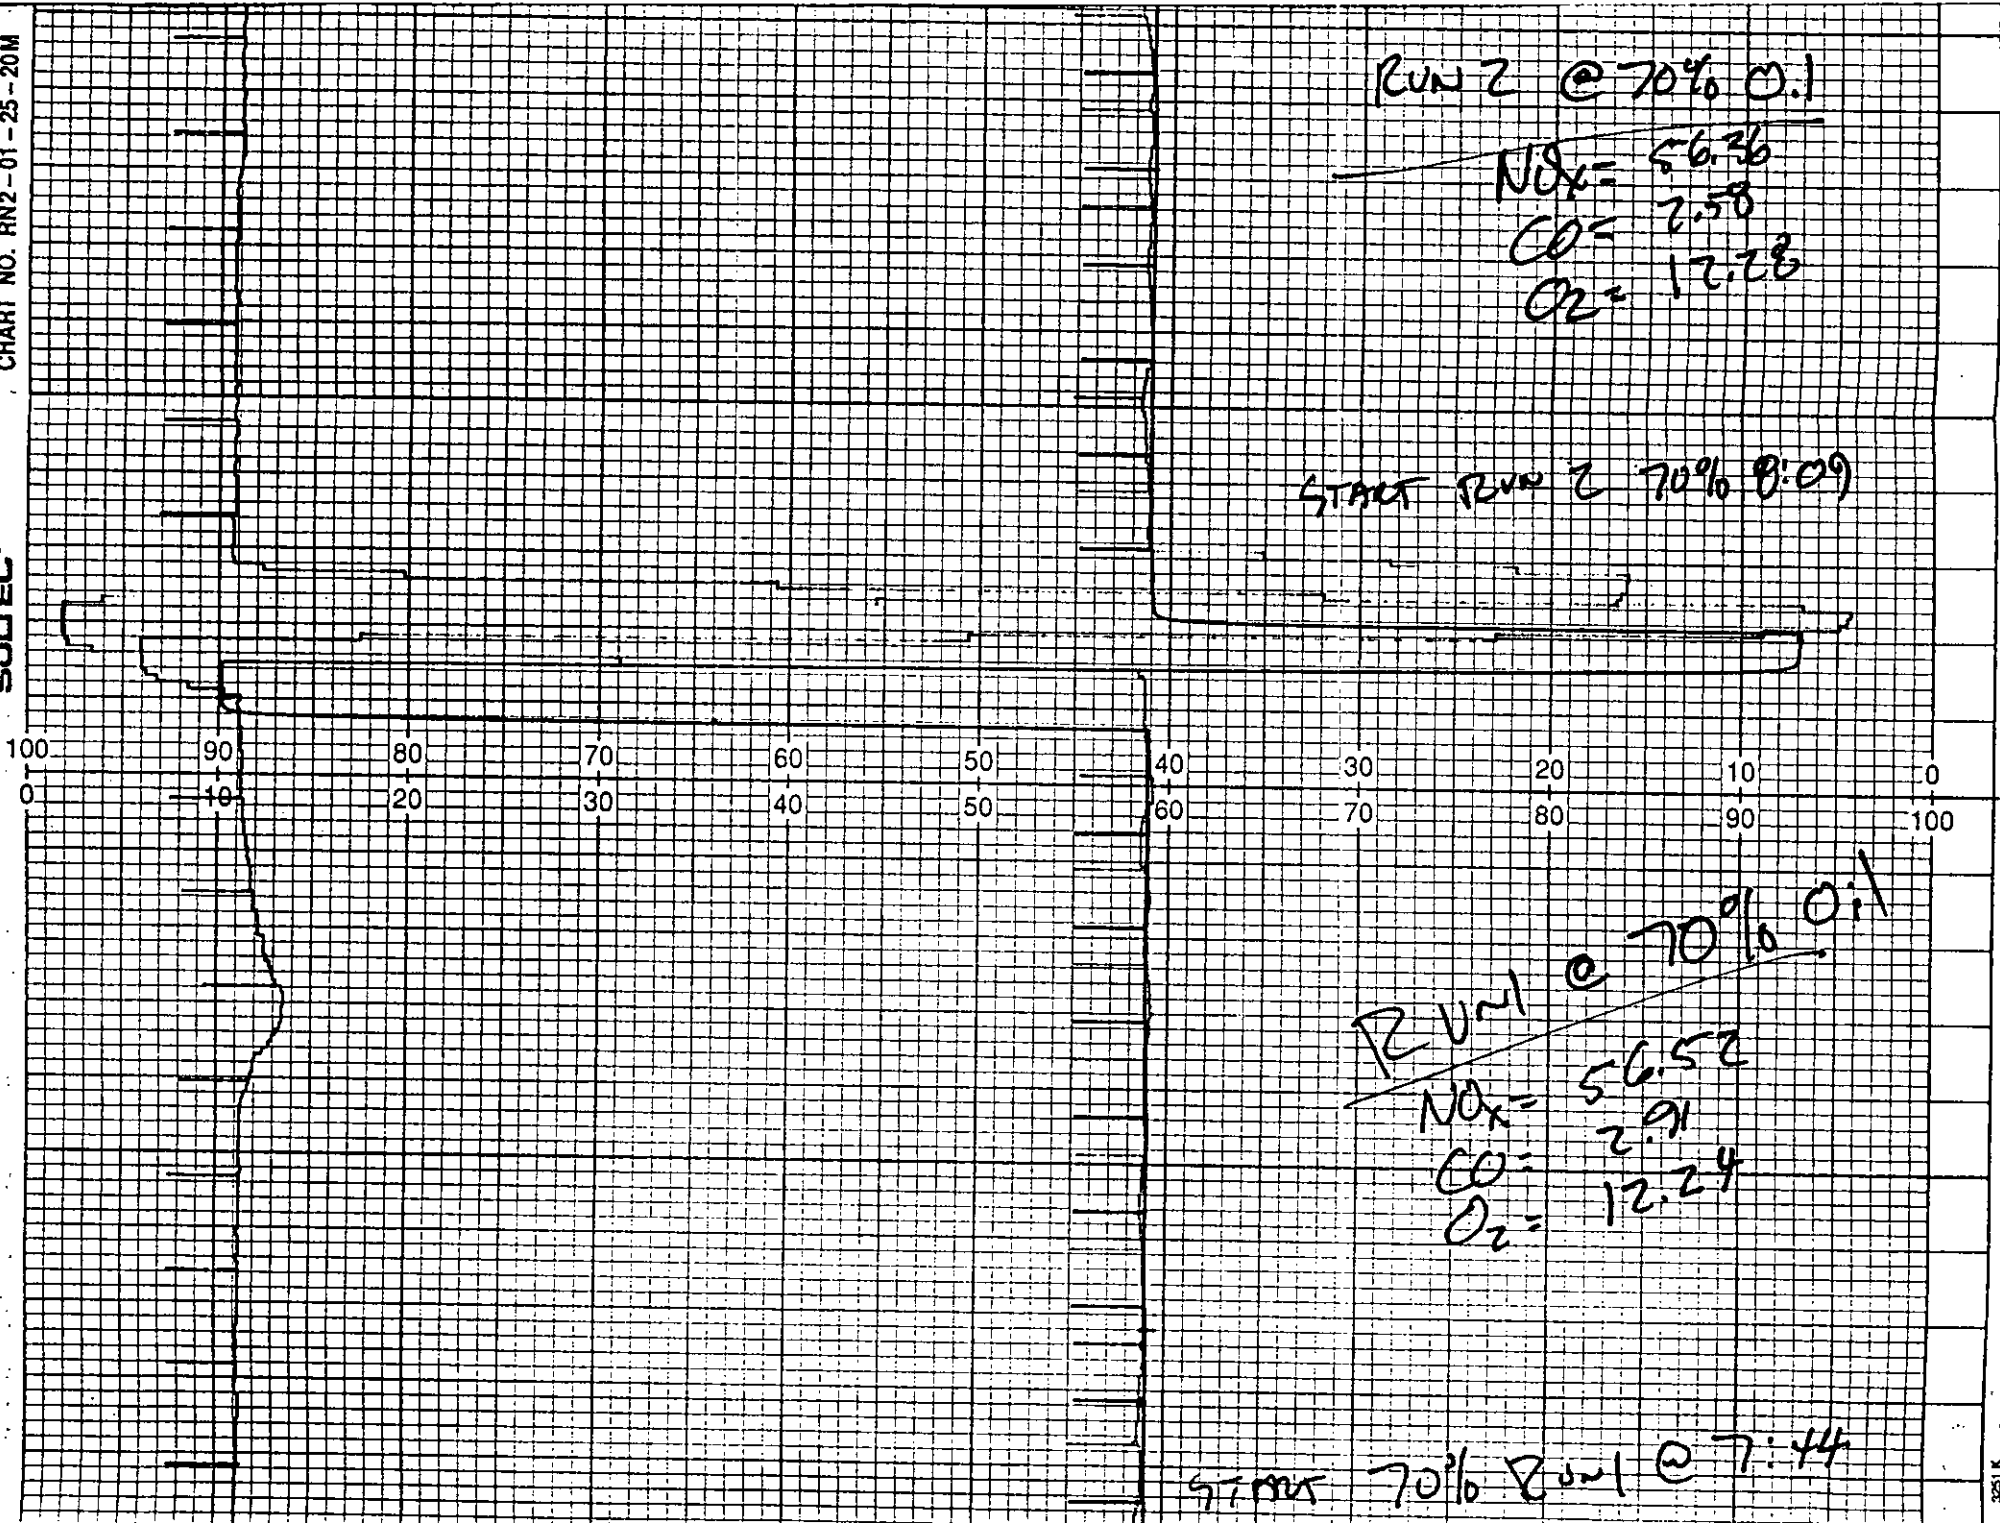 CHART NO. RN2-01-25-20M
RUN 2 @ 70% Oil
NOx = 56.36
CO = 2.58
O2 = 12.28
START RUN 2 70% 8:09
100 90 80 70 60 50 40 30 20 10 0
0 10 20 30 40 50 60 70 80 90 100
RUN 1 @ 70% Oil
NOx = 56.52
CO = 2.91
O2 = 12.24
START 70% RUN 1 @ 7:44
3251K